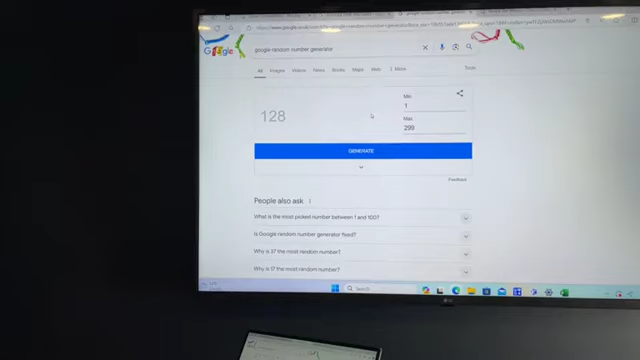 Google
google random number generator
All Images Videos News Books Maps Web More Tools
128
Min
1
Max
299
GENERATE
Feedback
People also ask
What is the most picked number between 1 and 100?
Is Google random number generator fixed?
Why is 37 the most random number?
Why is 17 the most random number?
Search
LG